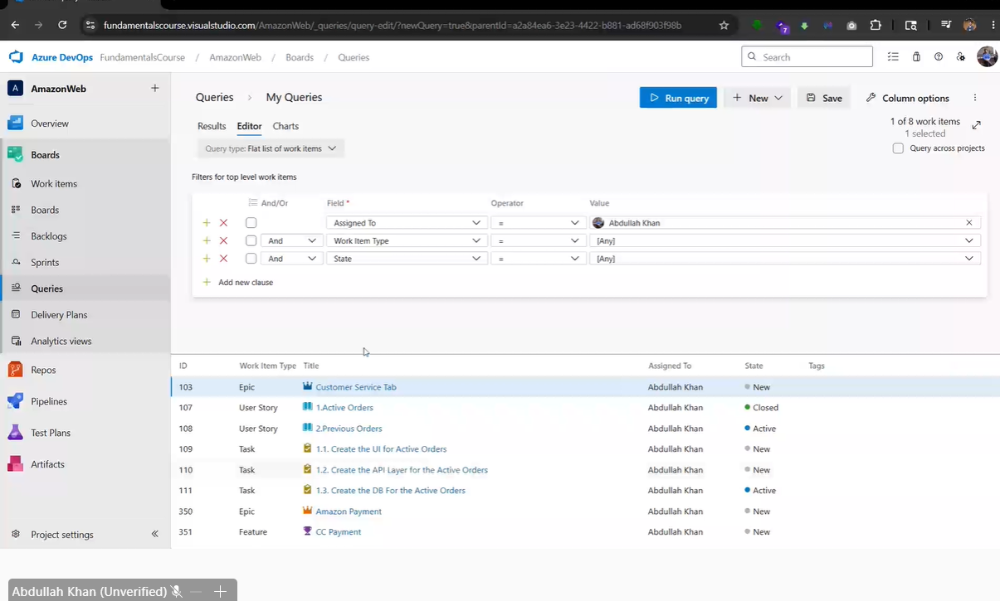 fundamentalscourse.visualstudio.com/AmazonWeb/_queries/query-edit/?newQuery=true&parentId=a2a84ea6-3e23-4422-b881-ad68f903f98b
7
Azure DevOps FundamentalsCourse / AmazonWeb / Boards / Queries
Search
A AmazonWeb
Overview
Boards
Work items
Boards
Backlogs
Sprints
Queries
Delivery Plans
Analytics views
Repos
Pipelines
Test Plans
Artifacts
Project settings
Queries > My Queries
Run query
New
Save
Column options
Results Editor Charts
1 of 8 work items
1 selected
Query type: Flat list of work items
Query across projects
Filters for top level work items
And/Or Field * Operator Value
Assigned To = Abdullah Khan
And Work Item Type = [Any]
And State = [Any]
Add new clause
ID Work Item Type Title Assigned To State Tags
103 Epic Customer Service Tab Abdullah Khan New
107 User Story 1.Active Orders Abdullah Khan Closed
108 User Story 2.Previous Orders Abdullah Khan Active
109 Task 1.1. Create the UI for Active Orders Abdullah Khan New
110 Task 1.2. Create the API Layer for the Active Orders Abdullah Khan New
111 Task 1.3. Create the DB For the Active Orders Abdullah Khan Active
350 Epic Amazon Payment Abdullah Khan New
351 Feature CC Payment Abdullah Khan New
Abdullah Khan (Unverified)